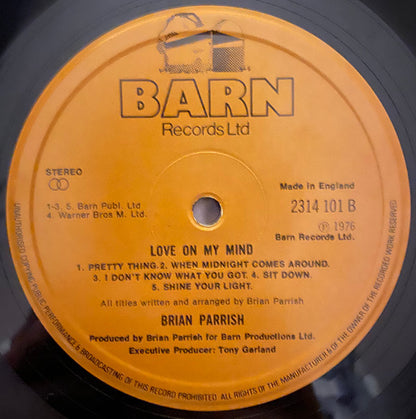 BARN
Records Ltd
STEREO
1-3. 5. Barn Publ. Ltd
4. Warner Bros M. Ltd.
Made in England
2314 101 B
Ⓟ 1976
Barn Records Ltd.
LOVE ON MY MIND
1. PRETTY THING. 2. WHEN MIDNIGHT COMES AROUND.
3. I DON'T KNOW WHAT YOU GOT. 4. SIT DOWN.
5. SHINE YOUR LIGHT.
All titles written and arranged by Brian Parrish
BRIAN PARRISH
Produced by Brian Parrish for Barn Productions Ltd.
Executive Producer: Tony Garland
UNAUTHORISED COPYING PUBLIC PERFORMANCE & BROADCASTING OF THIS RECORD PROHIBITED. ALL RIGHTS OF THE MANUFACTURER & OF THE OWNER OF THE RECORDED WORK RESERVED